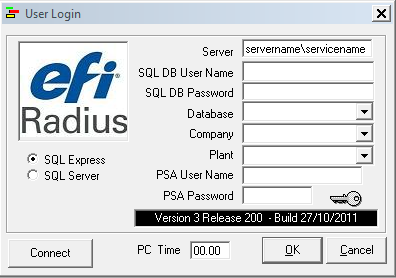 User Login
efi
Radius
SQL Express
SQL Server
Server servername\servicename
SQL DB User Name
SQL DB Password
Database
Company
Plant
PSA User Name
PSA Password
Version 3 Release 200 - Build 27/10/2011
Connect PC Time 00.00 OK Cancel